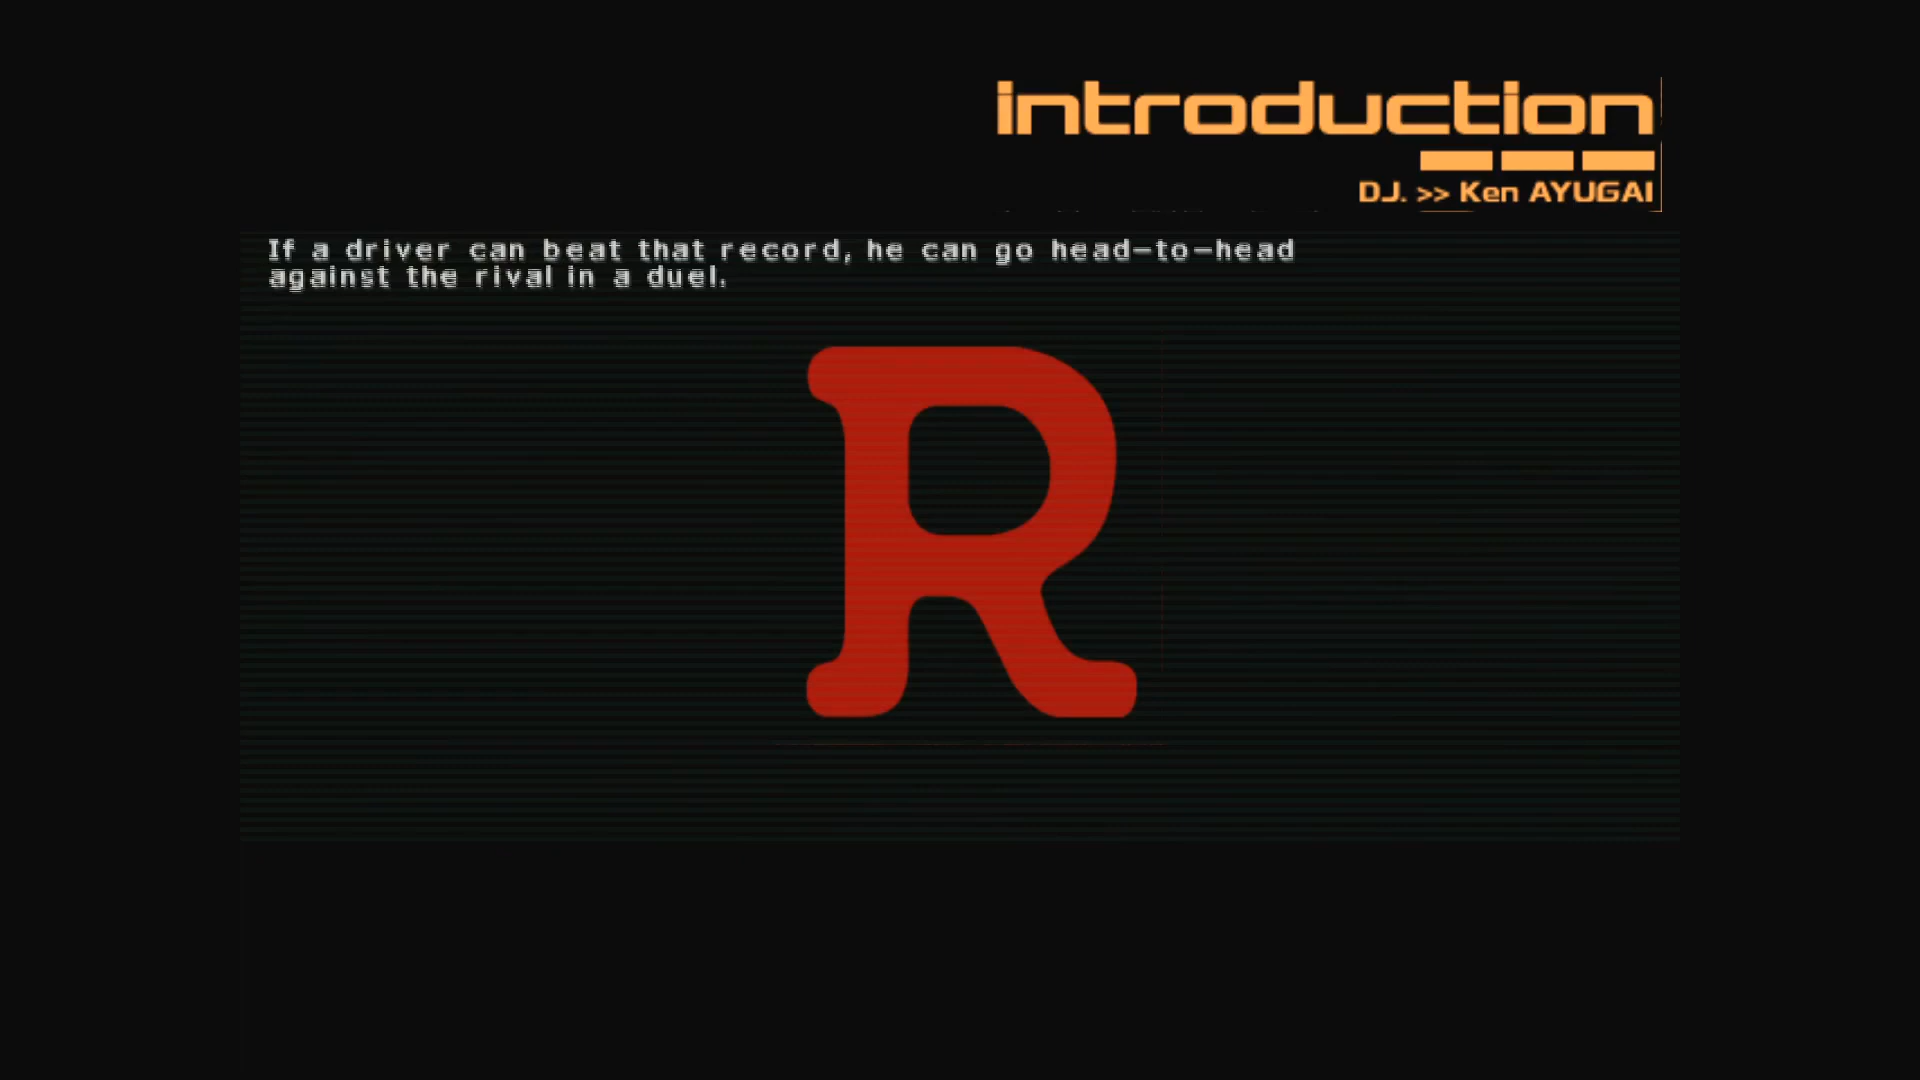 introduction
DJ. >> Ken AYUGAI
If a driver can beat that record, he can go head-to-head
against the rival in a duel.
R